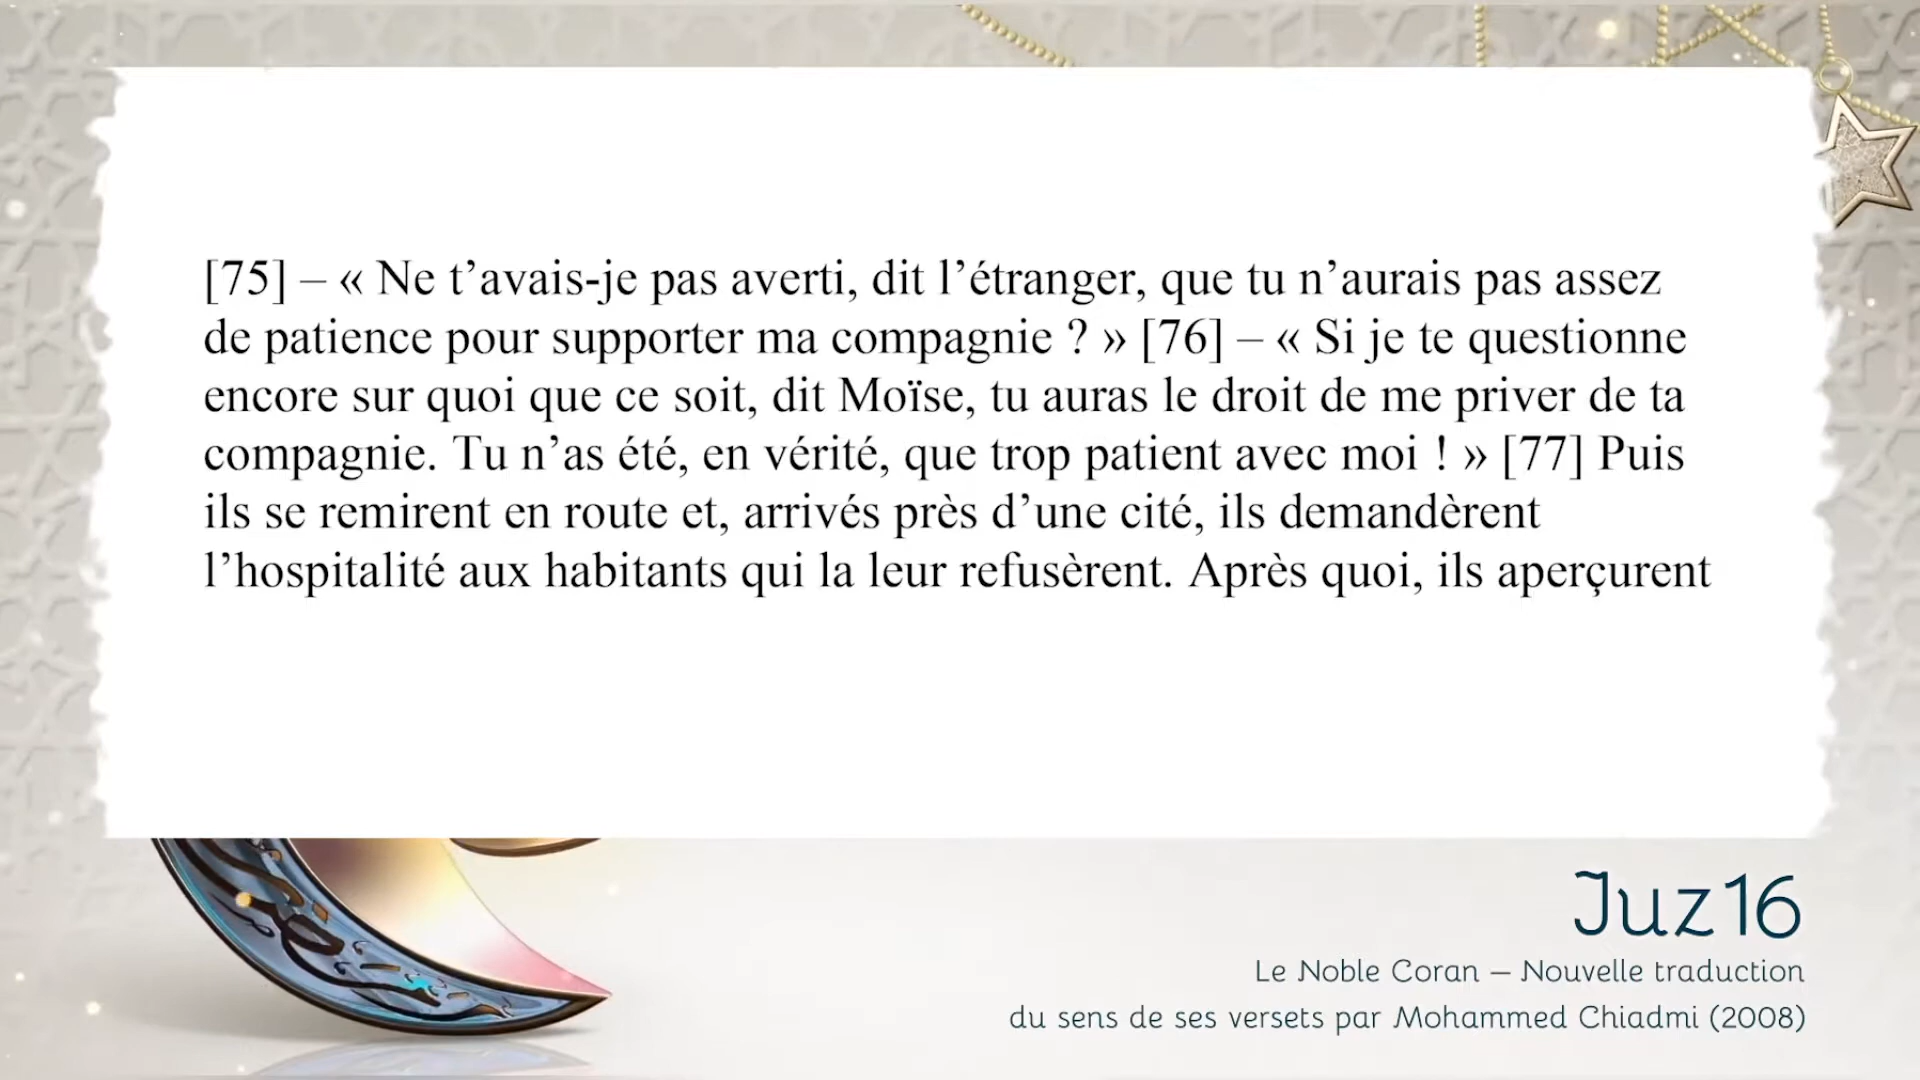 [75] – « Ne t’avais-je pas averti, dit l’étranger, que tu n’aurais pas assez
de patience pour supporter ma compagnie ? » [76] – « Si je te questionne
encore sur quoi que ce soit, dit Moïse, tu auras le droit de me priver de ta
compagnie. Tu n’as été, en vérité, que trop patient avec moi ! » [77] Puis
ils se remirent en route et, arrivés près d’une cité, ils demandèrent
l’hospitalité aux habitants qui la leur refusèrent. Après quoi, ils aperçurent
Juz16
Le Noble Coran – Nouvelle traduction
du sens de ses versets par Mohammed Chiadmi (2008)